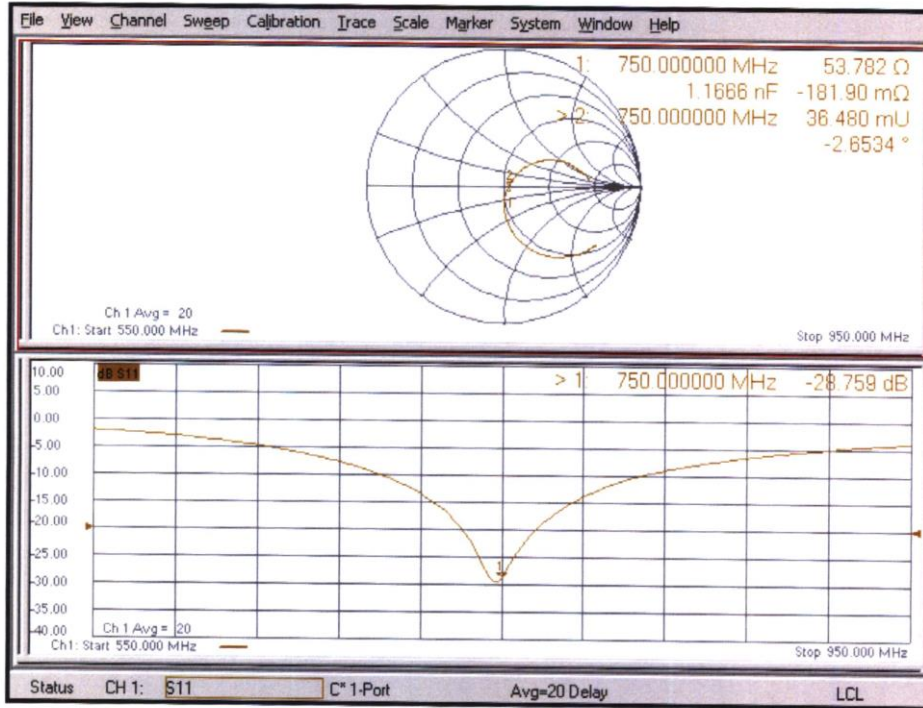 File View Channel Sweep Calibration Trace Scale Marker System Window Help
1: 750.000000 MHz 53.782 Ω
1.1666 nF -181.90 mΩ
> 2: 750.000000 MHz 36.480 mU
-2.6534 °
Ch 1 Avg = 20
Ch1: Start 550.000 MHz
Stop 950.000 MHz
10.00
dB S11
> 1: 750.000000 MHz -28.759 dB
5.00
0.00
-5.00
-10.00
-15.00
-20.00
-25.00
1
-30.00
-35.00
-40.00
Ch 1 Avg = 20
Ch1: Start 550.000 MHz
Stop 950.000 MHz
Status CH 1: S11 C* 1-Port Avg=20 Delay LCL